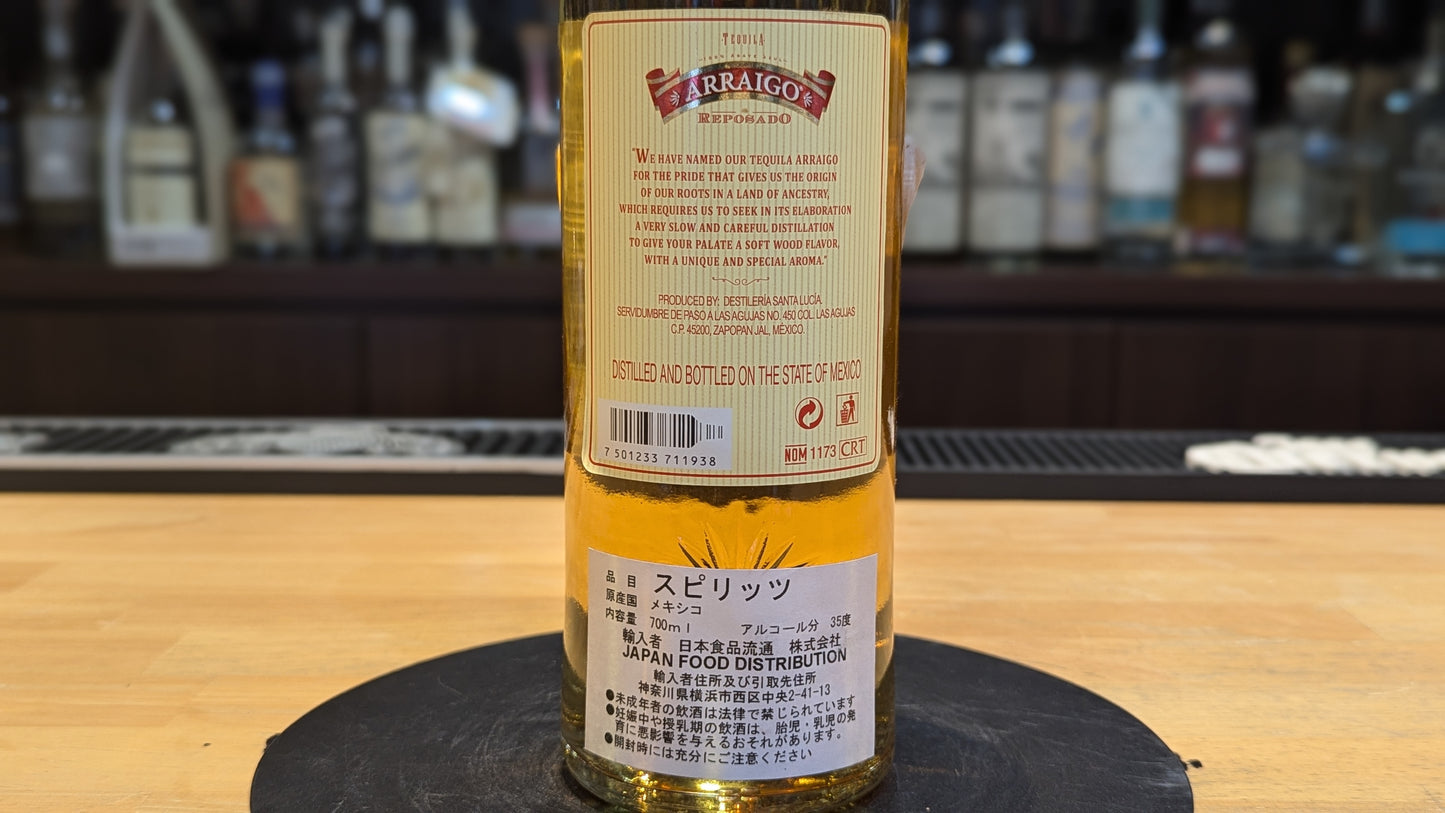 TEQUILA
ARRAIGO
REPOSADO
"WE HAVE NAMED OUR TEQUILA ARRAIGO
FOR THE PRIDE THAT GIVES US THE ORIGIN
OF OUR ROOTS IN A LAND OF ANCESTRY,
WHICH REQUIRES US TO SEEK IN ITS ELABORATION
A VERY SLOW AND CAREFUL DISTILLATION
TO GIVE YOUR PALATE A SOFT WOOD FLAVOR,
WITH A UNIQUE AND SPECIAL AROMA."
PRODUCED BY: DESTILERÍA SANTA LUCÍA.
SERVIDUMBRE DE PASO A LAS AGUJAS NO. 450 COL. LAS AGUJAS
C.P. 45200, ZAPOPAN JAL, MÉXICO.
DISTILLED AND BOTTLED ON THE STATE OF MEXICO
7 501233 711938
NOM 1173 CRT
品目 スピリッツ
原産国 メキシコ
内容量 700ml アルコール分 35度
輸入者 日本食品流通 株式会社
JAPAN FOOD DISTRIBUTION
輸入者住所及び引取先住所
神奈川県横浜市西区中央2-41-13
●未成年者の飲酒は法律で禁じられています
●妊娠中や授乳期の飲酒は、胎児・乳児の発
育に悪影響を与えるおそれがあります。
●開封時には充分にご注意ください